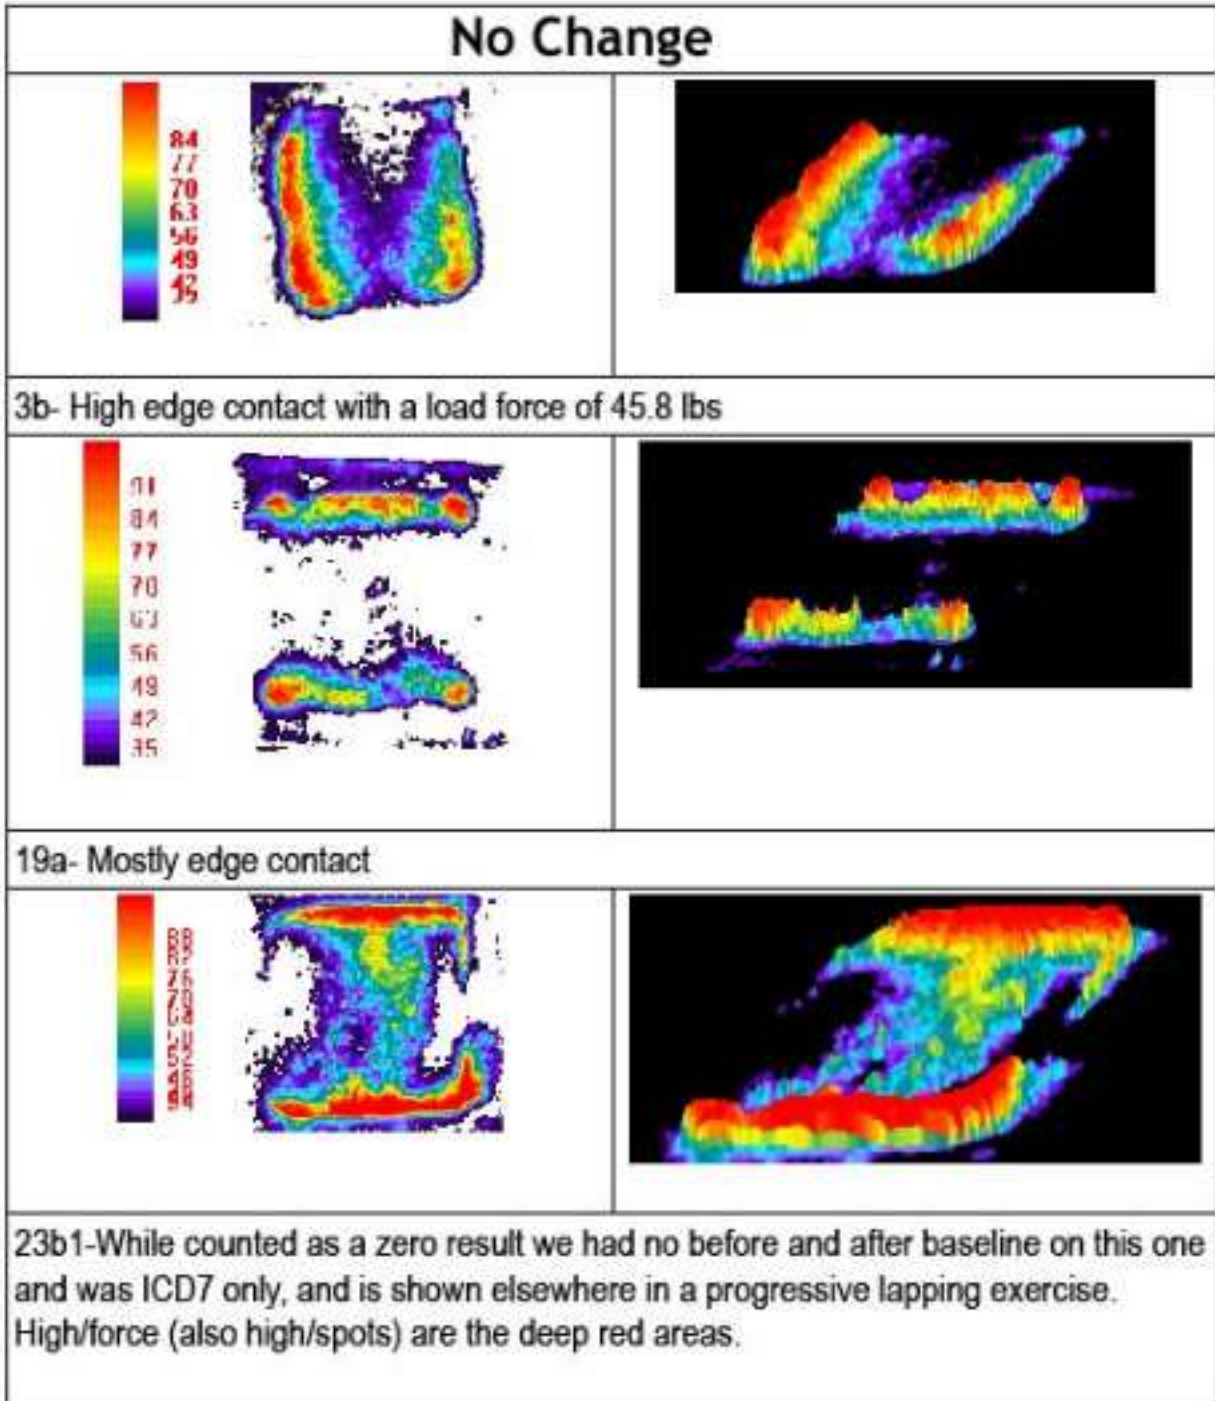 No Change
84
77
70
63
56
49
42
35
3b- High edge contact with a load force of 45.8 lbs
91
84
77
70
63
56
49
42
35
19a- Mostly edge contact
23b1-While counted as a zero result we had no before and after baseline on this one
and was ICD7 only, and is shown elsewhere in a progressive lapping exercise.
High/force (also high/spots) are the deep red areas.